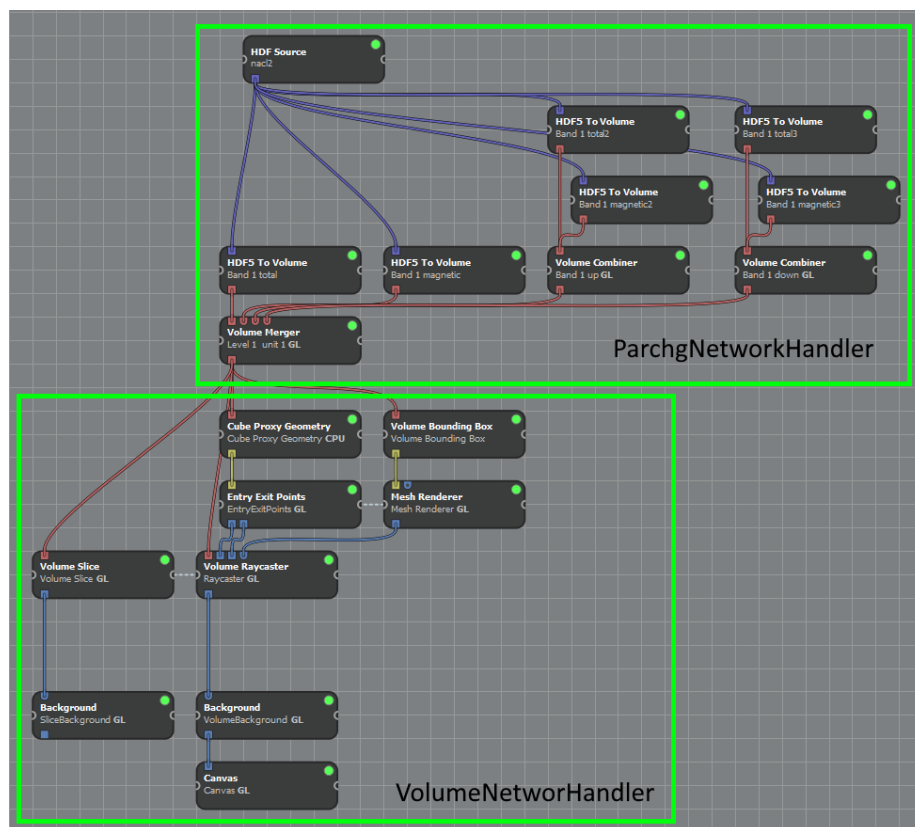 HDF Source
nacl2
HDF5 To Volume
Band 1 total2
HDF5 To Volume
Band 1 total3
HDF5 To Volume
Band 1 magnetic2
HDF5 To Volume
Band 1 magnetic3
HDF5 To Volume
Band 1 total
HDF5 To Volume
Band 1 magnetic
Volume Combiner
Band 1 up GL
Volume Combiner
Band 1 down GL
Volume Merger
Level 1 unit 1 GL
ParchgNetworkHandler
Cube Proxy Geometry
Cube Proxy Geometry CPU
Volume Bounding Box
Volume Bounding Box
Entry Exit Points
EntryExitPoints GL
Mesh Renderer
Mesh Renderer GL
Volume Slice
Volume Slice GL
Volume Raycaster
Raycaster GL
Background
SliceBackground GL
Background
VolumeBackground GL
Canvas
Canvas GL
VolumeNetworHandler